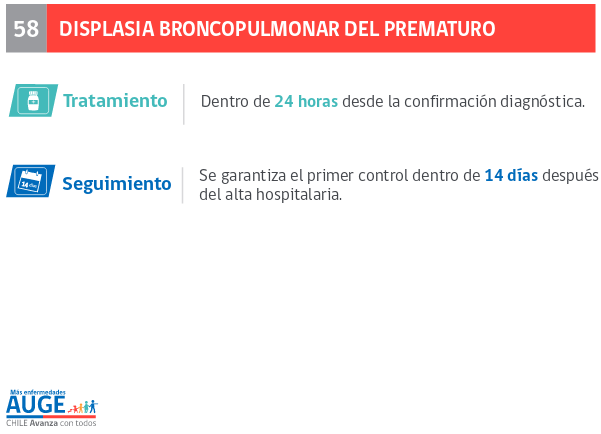 58 DISPLASIA BRONCOPULMONAR DEL PREMATURO
Tratamiento
Dentro de 24 horas desde la confirmación diagnóstica.
14 días
Seguimiento
Se garantiza el primer control dentro de 14 días después
del alta hospitalaria.
Más enfermedades
AUGE
CHILE Avanza con todos